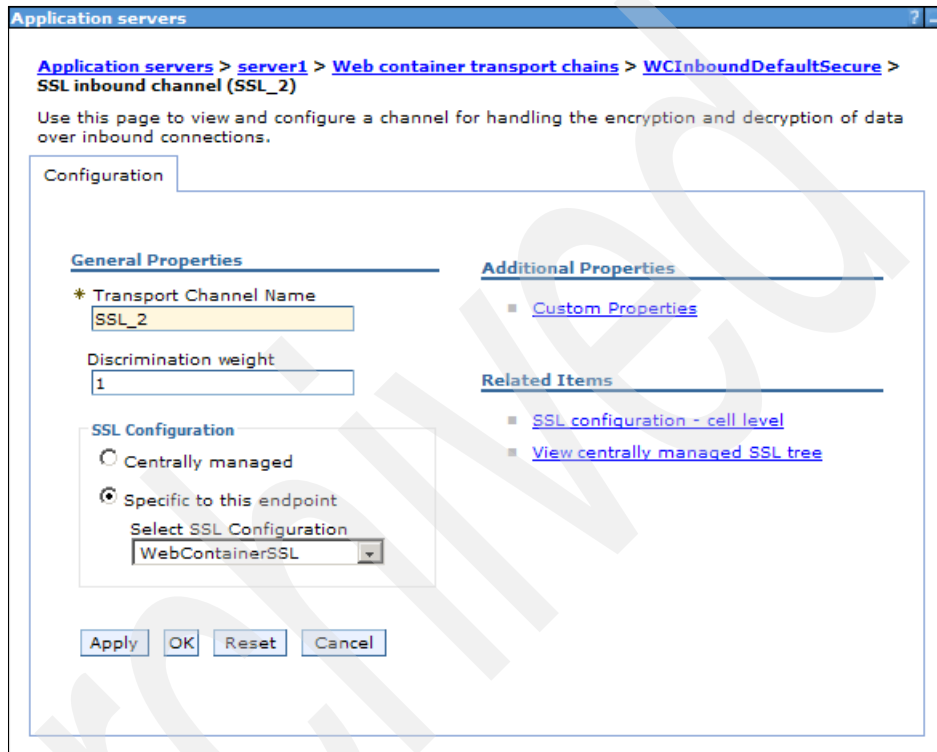 Application servers ? –
Application servers > server1 > Web container transport chains > WCInboundDefaultSecure >
SSL inbound channel (SSL_2)
Use this page to view and configure a channel for handling the encryption and decryption of data
over inbound connections.
Configuration
General Properties
* Transport Channel Name
SSL_2
Discrimination weight
1
SSL Configuration
Centrally managed
Specific to this endpoint
Select SSL Configuration
WebContainerSSL
Apply OK Reset Cancel
Additional Properties
Custom Properties
Related Items
SSL configuration - cell level
View centrally managed SSL tree
rchived